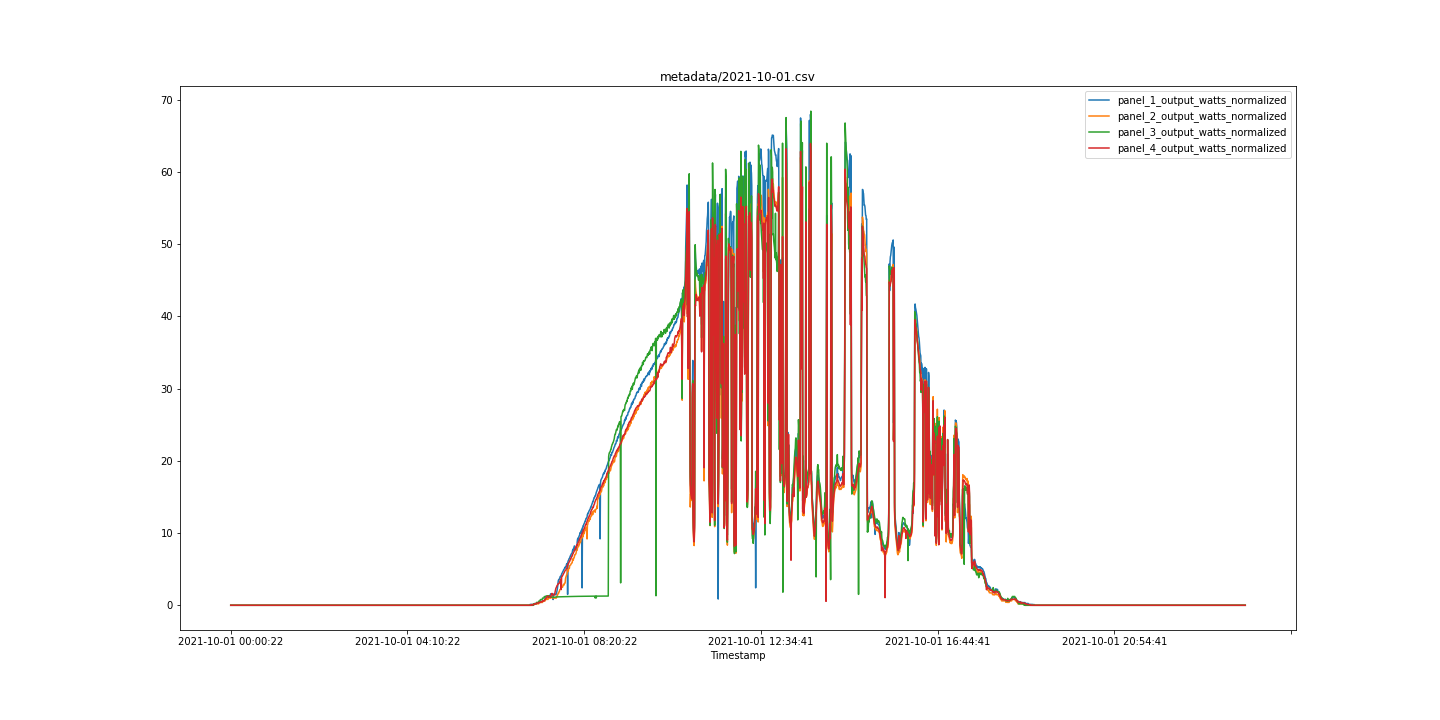 metadata/2021-10-01.csv
panel_1_output_watts_normalized
panel_2_output_watts_normalized
panel_3_output_watts_normalized
panel_4_output_watts_normalized
70
60
50
40
30
20
10
0
2021-10-01 00:00:22 2021-10-01 04:10:22 2021-10-01 08:20:22 2021-10-01 12:34:41 2021-10-01 16:44:41 2021-10-01 20:54:41
Timestamp